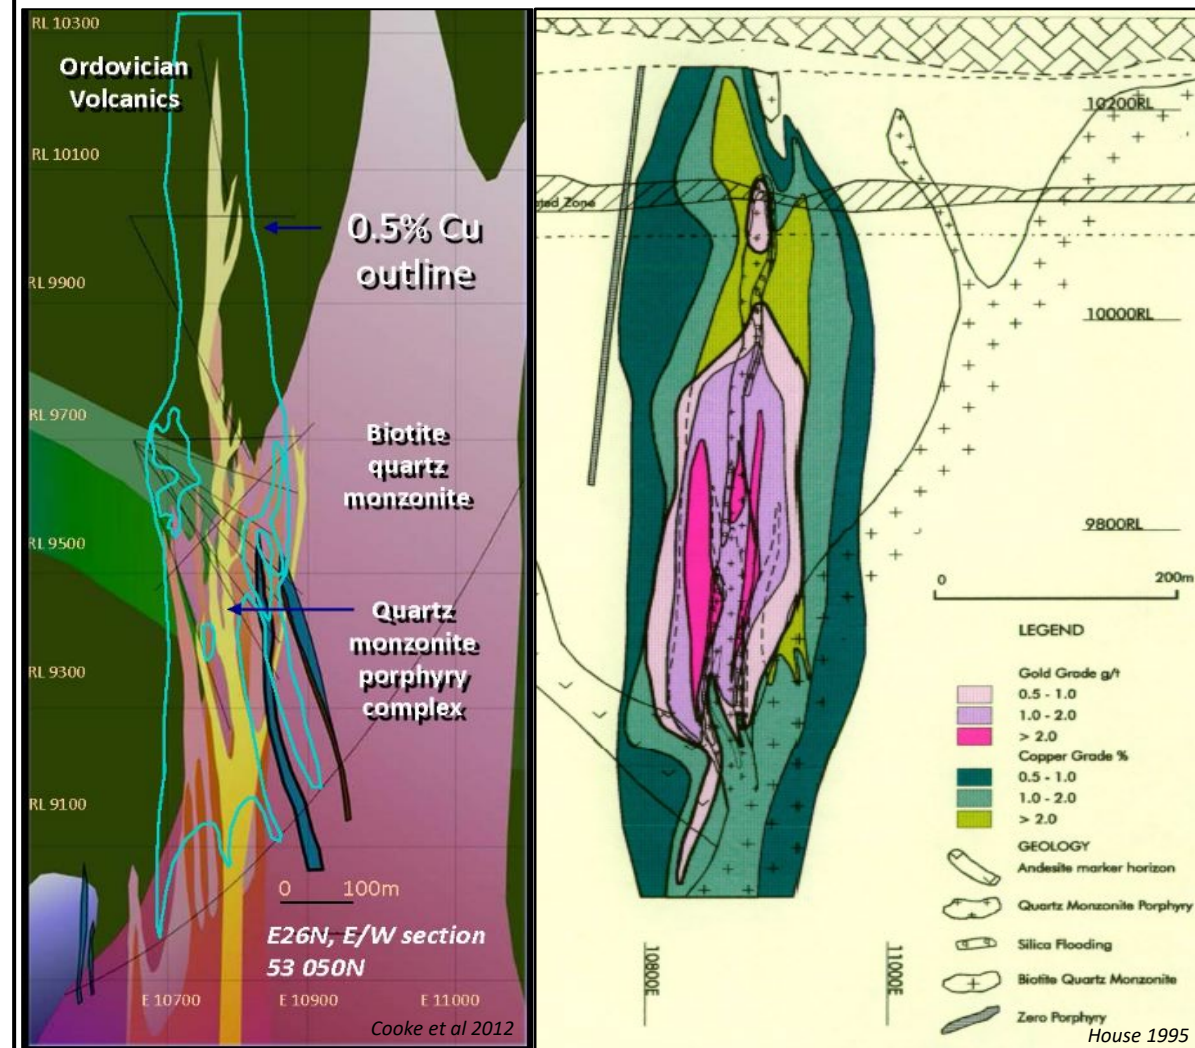 RL 10300
Ordovician
Volcanics
RL 10100
0.5% Cu
outline
RL 9900
RL 9700
Biotite
quartz
monzonite
RL 9500
Quartz
monzonite
porphyry
complex
RL 9300
RL 9100
0 100m
E26N, E/W section
53 050N
E 10700 E 10900 E 11000
Cooke et al 2012
10200RL
Zone
10000RL
9800RL
0 200m
LEGEND
Gold Grade g/t
0.5 - 1.0
1.0 - 2.0
> 2.0
Copper Grade %
0.5 - 1.0
1.0 - 2.0
> 2.0
GEOLOGY
Andesite marker horizon
Quartz Monzonite Porphyry
Silica Flooding
Biotite Quartz Monzonite
Zero Porphyry
10800E
11000E
House 1995